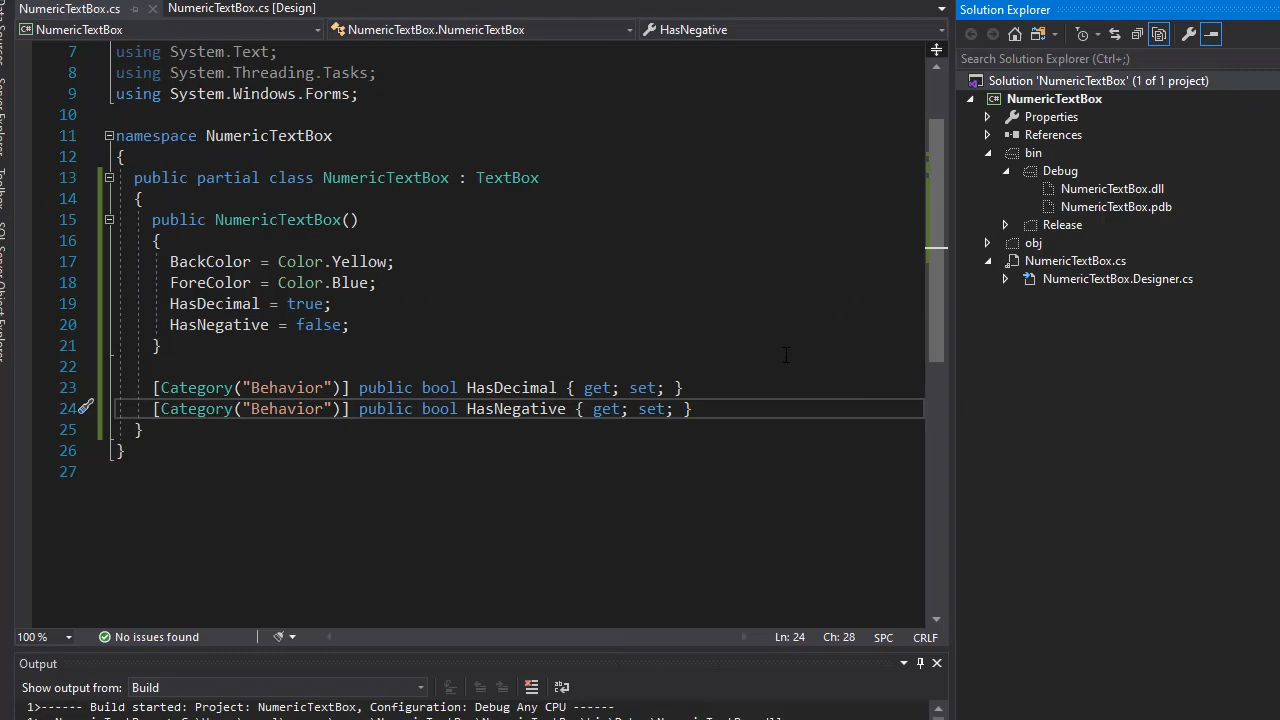 NumericTextBox.cs
NumericTextBox.cs [Design]
NumericTextBox
NumericTextBox.NumericTextBox
HasNegative
7 using System.Text;
8 using System.Threading.Tasks;
9 using System.Windows.Forms;
10
11 namespace NumericTextBox
12 {
13 public partial class NumericTextBox : TextBox
14 {
15 public NumericTextBox()
16 {
17 BackColor = Color.Yellow;
18 ForeColor = Color.Blue;
19 HasDecimal = true;
20 HasNegative = false;
21 }
22
23 [Category("Behavior")] public bool HasDecimal { get; set; }
24 [Category("Behavior")] public bool HasNegative { get; set; }
25 }
26 }
27
100 %
No issues found
Ln: 24
Ch: 28
SPC
CRLF
Output
Show output from:
Build
1>------ Build started: Project: NumericTextBox, Configuration: Debug Any CPU ------
Solution Explorer
Search Solution Explorer (Ctrl+;)
Solution 'NumericTextBox' (1 of 1 project)
NumericTextBox
Properties
References
bin
Debug
NumericTextBox.dll
NumericTextBox.pdb
Release
obj
NumericTextBox.cs
NumericTextBox.Designer.cs
Toolbox
SQL Server Object Explorer